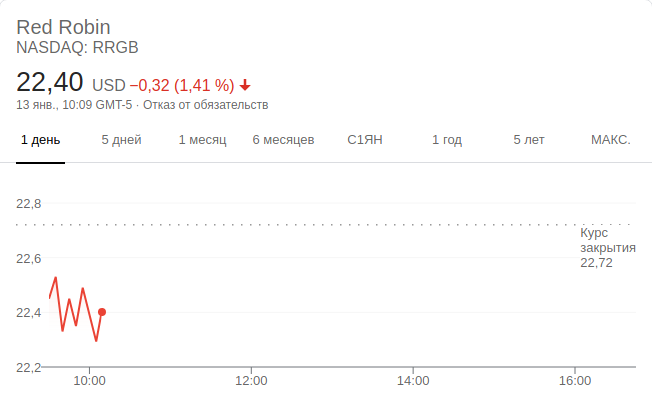 Red Robin
NASDAQ: RRGB
22,40 USD −0,32 (1,41 %)
13 янв., 10:09 GMT-5 · Отказ от обязательств
1 день 5 дней 1 месяц 6 месяцев С1ЯН 1 год 5 лет МАКС.
22,8
Курс
закрытия
22,72
22,6
22,4
22,2
10:00 12:00 14:00 16:00